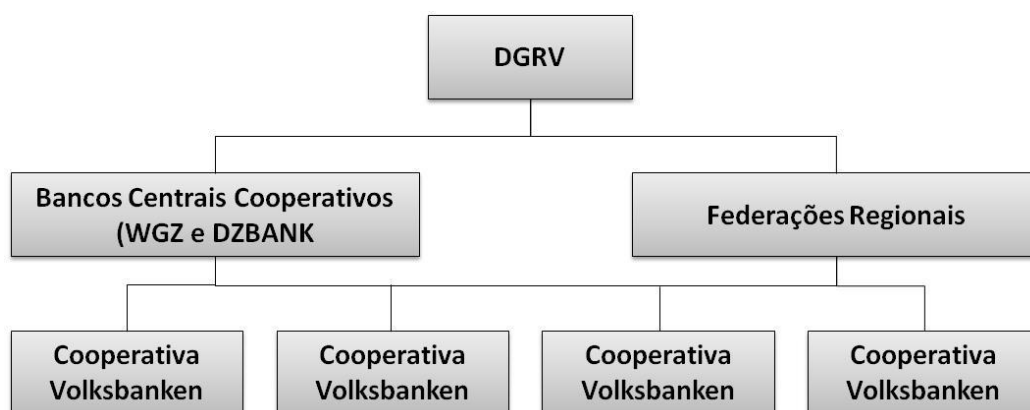 DGRV
Bancos Centrais Cooperativos
(WGZ e DZBANK
Federações Regionais
Cooperativa
Volksbanken
Cooperativa
Volksbanken
Cooperativa
Volksbanken
Cooperativa
Volksbanken